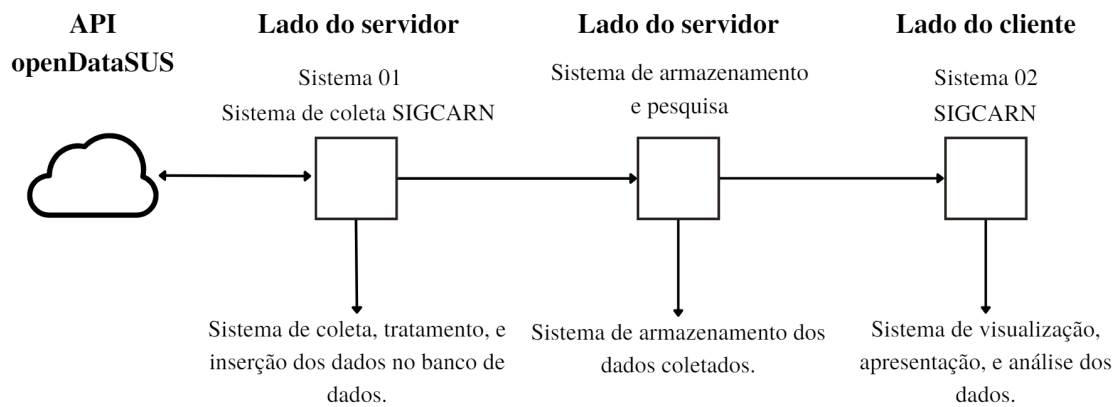 API
openDataSUS
Lado do servidor
Sistema 01
Sistema de coleta SIGCARN
Lado do servidor
Sistema de armazenamento
e pesquisa
Lado do cliente
Sistema 02
SIGCARN
Sistema de coleta, tratamento, e
inserção dos dados no banco de
dados.
Sistema de armazenamento dos
dados coletados.
Sistema de visualização,
apresentação, e análise dos
dados.